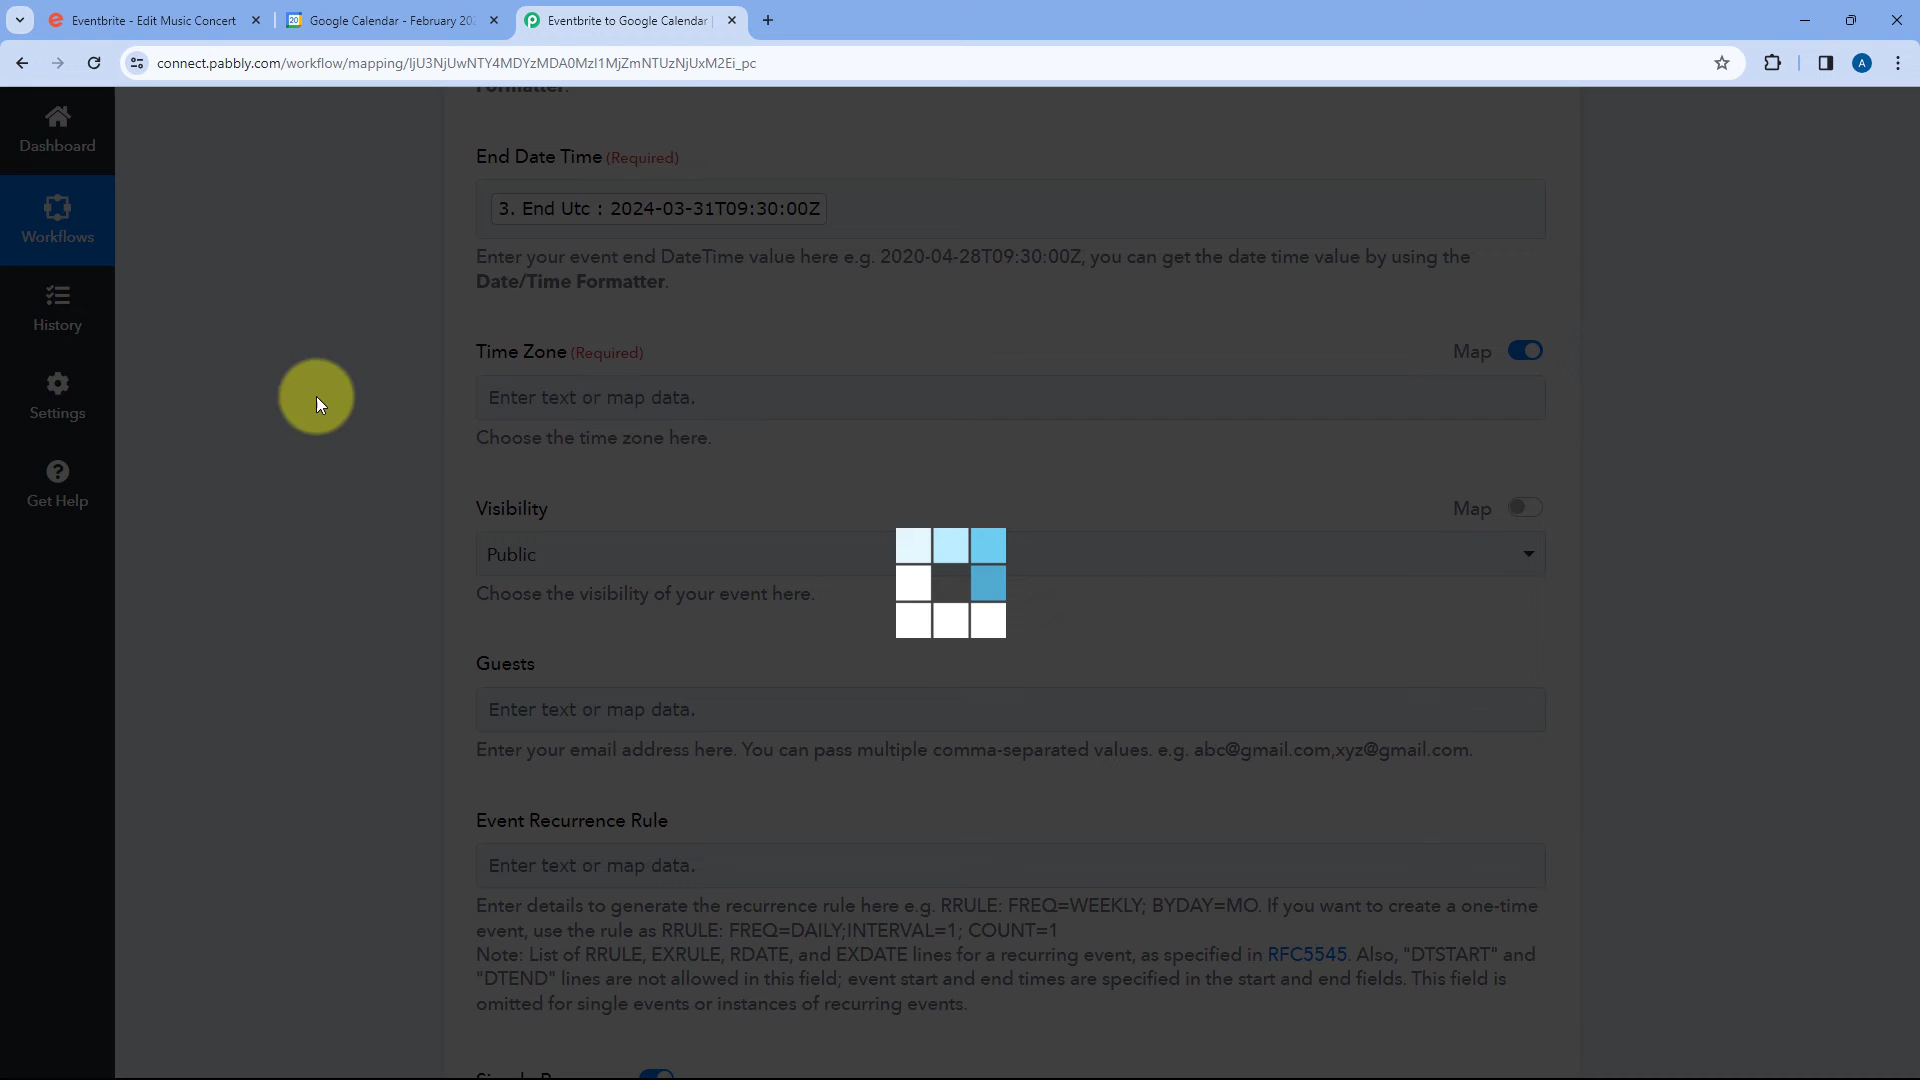 Eventbrite - Edit Music Concert
Google Calendar - February 202
Eventbrite to Google Calendar |
connect.pabbly.com/workflow/mapping/IjU3NjUwNTY4MDYzMDA0MzI1MjZmNTUzNjUxM2Ei_pc
A
Dashboard
Workflows
History
Settings
Get Help
Formatter.
End Date Time (Required)
3. End Utc : 2024-03-31T09:30:00Z
Enter your event end DateTime value here e.g. 2020-04-28T09:30:00Z, you can get the date time value by using the
Date/Time Formatter.
Time Zone (Required)
Map
Enter text or map data.
Choose the time zone here.
Visibility
Map
Public
Choose the visibility of your event here.
Guests
Enter text or map data.
Enter your email address here. You can pass multiple comma-separated values. e.g. abc@gmail.com,xyz@gmail.com.
Event Recurrence Rule
Enter text or map data.
Enter details to generate the recurrence rule here e.g. RRULE: FREQ=WEEKLY; BYDAY=MO. If you want to create a one-time
event, use the rule as RRULE: FREQ=DAILY;INTERVAL=1; COUNT=1
Note: List of RRULE, EXRULE, RDATE, and EXDATE lines for a recurring event, as specified in RFC5545. Also, "DTSTART" and
"DTEND" lines are not allowed in this field; event start and end times are specified in the start and end fields. This field is
omitted for single events or instances of recurring events.